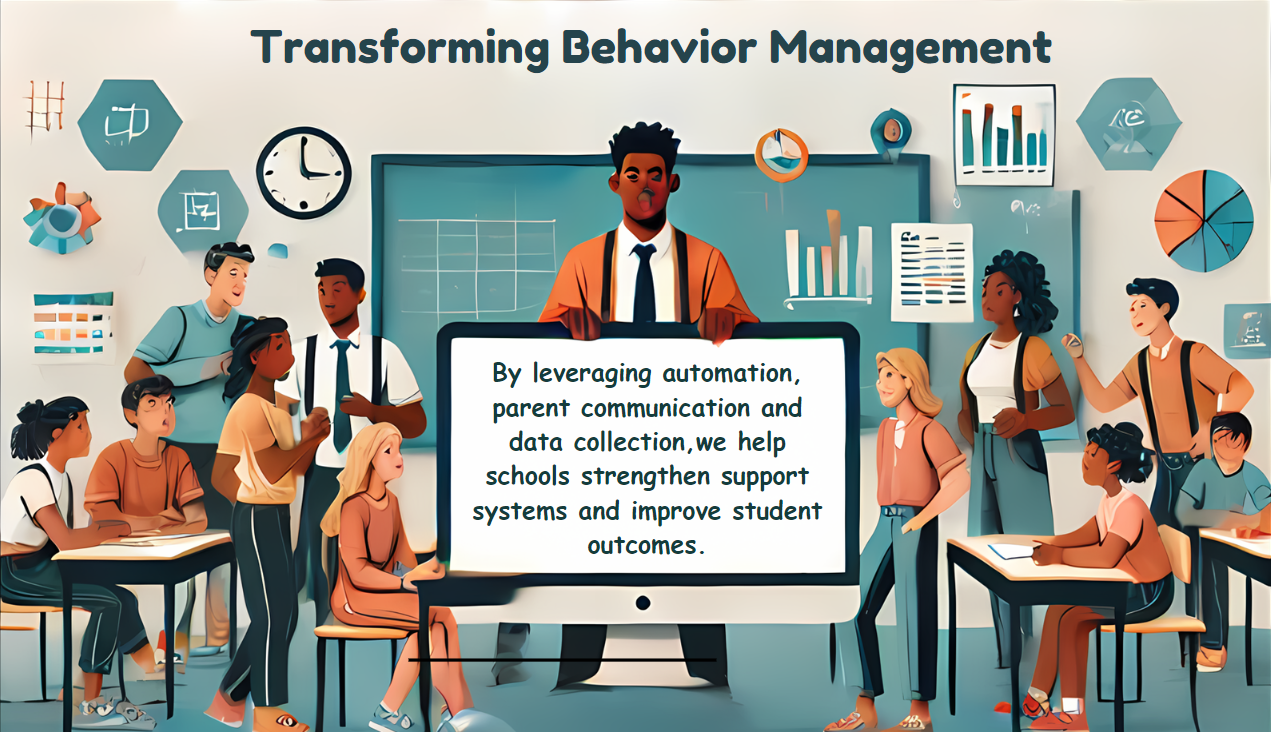 Transforming Behavior Management
By leveraging automation,
parent communication and
data collection,we help
schools strengthen support
systems and improve student
outcomes.